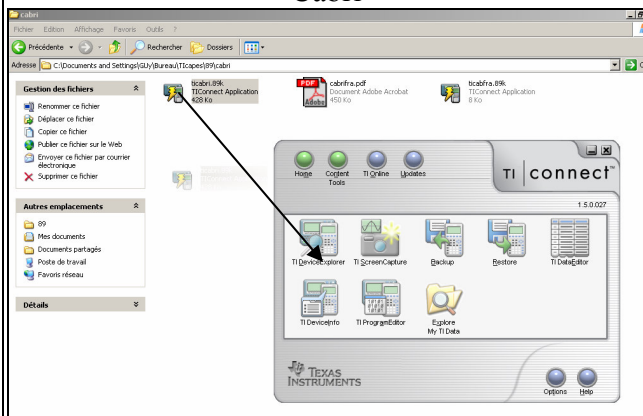 Cabri
cabri
Fichier Edition Affichage Favoris Outils ?
Précédente Rechercher Dossiers
Adresse C:\Documents and Settings\GUy\Bureau\TIcapes\89\cabri
Gestion des fichiers
Renommer ce fichier
Déplacer ce fichier
Copier ce fichier
Publier ce fichier sur le Web
Envoyer ce fichier par courrier
électronique
Supprimer ce fichier
Autres emplacements
89
Mes documents
Documents partagés
Poste de travail
Favoris réseau
Détails
ticabri.89k
TIConnect Application
428 Ko
PDF
Adobe
cabrifra.pdf
Document Adobe Acrobat
450 Ko
ticabfra.89k
TIConnect Application
8 Ko
Home
Content
Tools
TI Online
Updates
TI connect™
1.5.0.027
TI DeviceExplorer
TI ScreenCapture
Backup
Restore
TI DataEditor
TI DeviceInfo
TI ProgramEditor
Explore
My TI Data
TEXAS
INSTRUMENTS
Options
Help